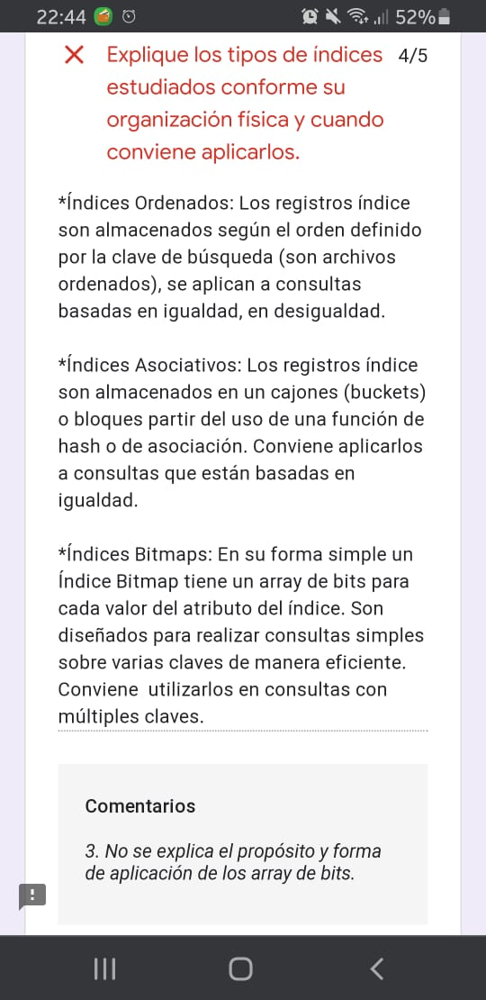 22:44 52%
Explique los tipos de índices 4/5
estudiados conforme su
organización física y cuando
conviene aplicarlos.
*Índices Ordenados: Los registros índice
son almacenados según el orden definido
por la clave de búsqueda (son archivos
ordenados), se aplican a consultas
basadas en igualdad, en desigualdad.
*Índices Asociativos: Los registros índice
son almacenados en un cajones (buckets)
o bloques partir del uso de una función de
hash o de asociación. Conviene aplicarlos
a consultas que están basadas en
igualdad.
*Índices Bitmaps: En su forma simple un
Índice Bitmap tiene un array de bits para
cada valor del atributo del índice. Son
diseñados para realizar consultas simples
sobre varias claves de manera eficiente.
Conviene  utilizarlos en consultas con
múltiples claves.
Comentarios
3. No se explica el propósito y forma
de aplicación de los array de bits.